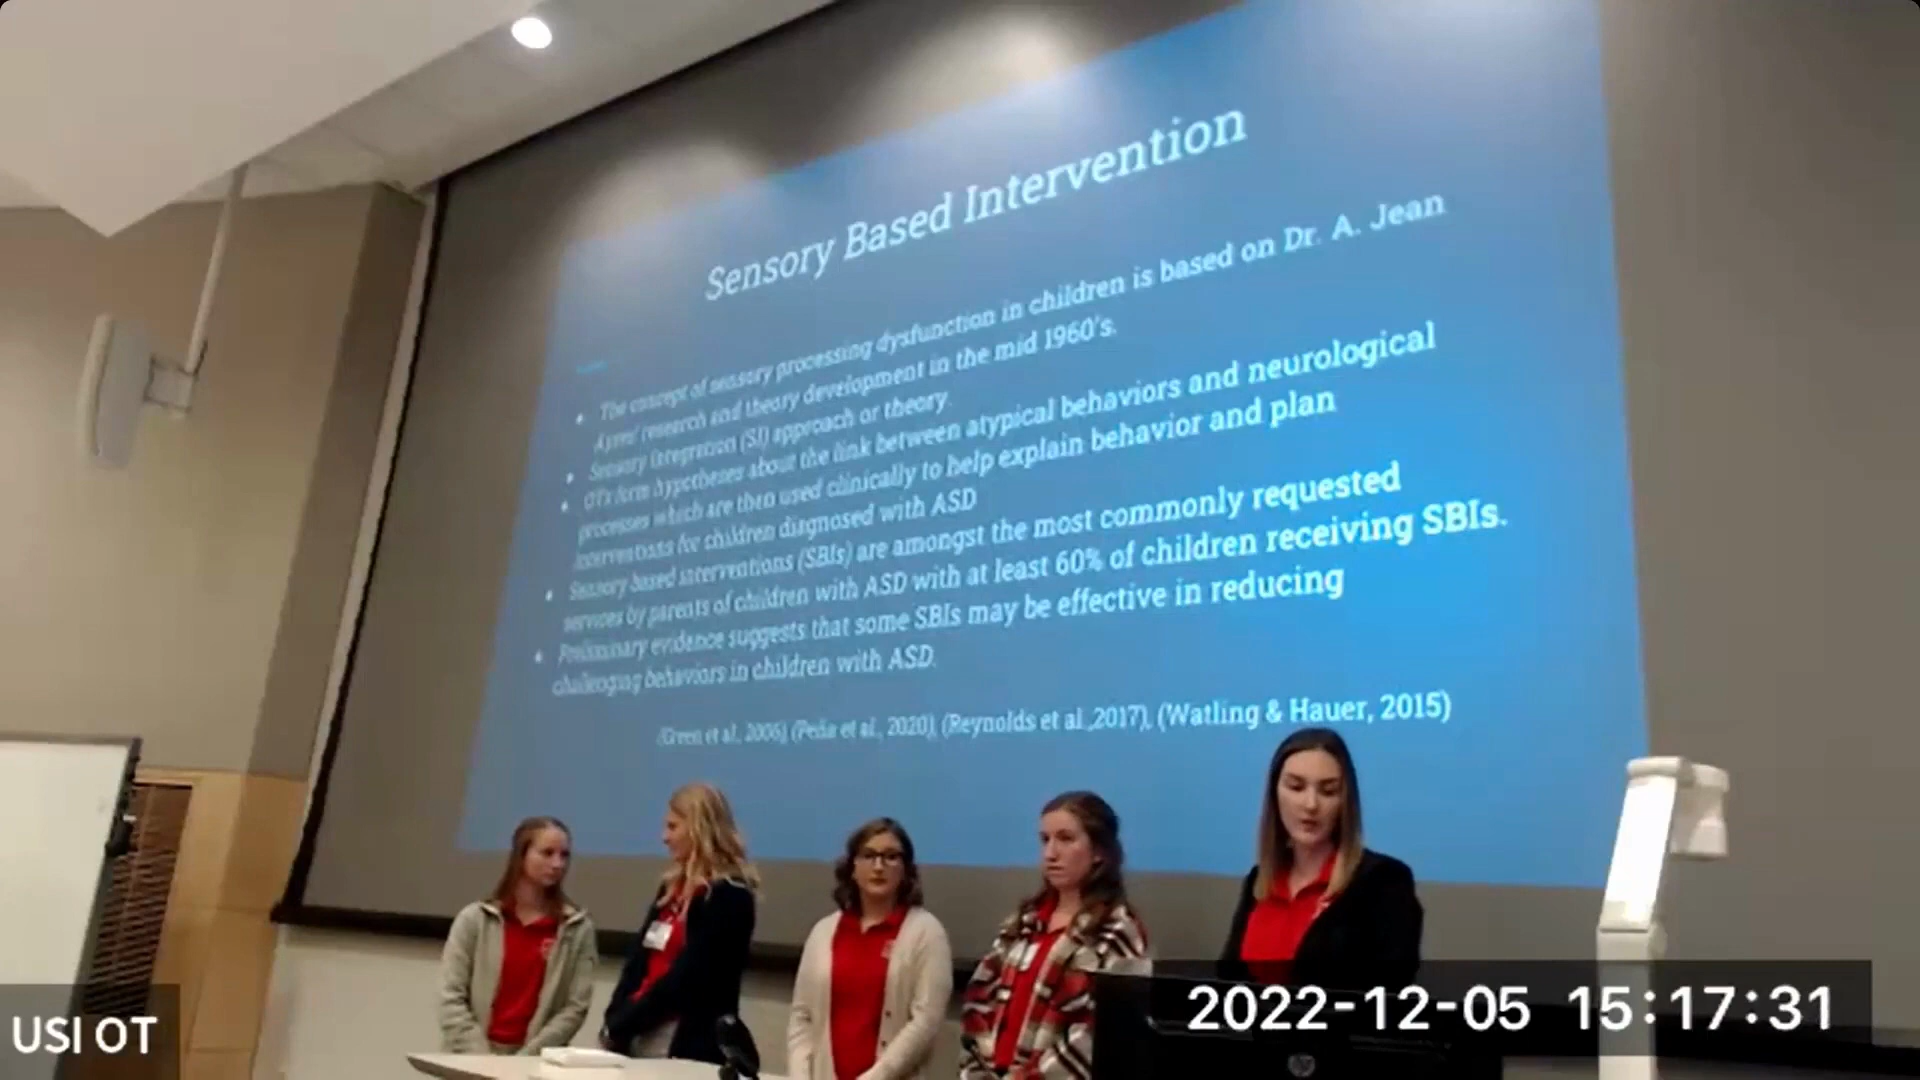 Sensory Based Intervention
• The concept of sensory processing dysfunction in children is based on Dr. A. Jean
Ayres' research and theory development in the mid 1960's.
• Sensory Integration (SI) approach or theory.
• OTs form hypotheses about the link between atypical behaviors and neurological
processes which are then used clinically to help explain behavior and plan
interventions for children diagnosed with ASD
• Sensory based interventions (SBIs) are amongst the most commonly requested
services by parents of children with ASD with at least 60% of children receiving SBIs.
• Preliminary evidence suggests that some SBIs may be effective in reducing
challenging behaviors in children with ASD.
(Green et al., 2006), (Peña et al., 2020), (Reynolds et al.,2017), (Watling & Hauer, 2015)
2022-12-05 15:17:31
USI OT